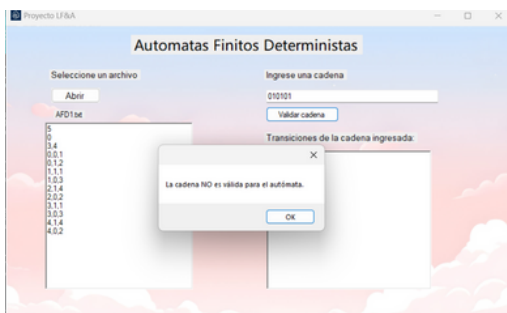 Proyecto LF&A
Automatas Finitos Deterministas
Seleccione un archivo
Abrir
AFD1.txt
5
0
3,4
0,0,1
0,1,2
1,1,1
1,0,3
2,1,4
2,0,2
3,1,1
3,0,3
4,1,4
4,0,2
Ingrese una cadena
010101
Validar cadena
Transiciones de la cadena ingresada:
La cadena NO es válida para el autómata.
OK